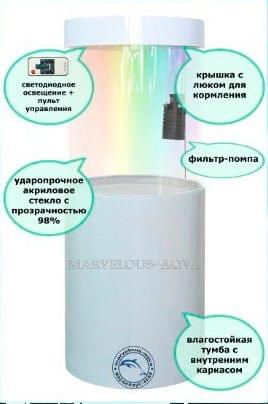 светодиодное
освещение +
пульт
управления
крышка с
люком для
кормления
фильтр-помпа
ударопрочное
акриловое
стекло с
прозрачностью
98%
MARVELOUS-AQVA
влагостойкая
тумба с
внутренним
каркасом